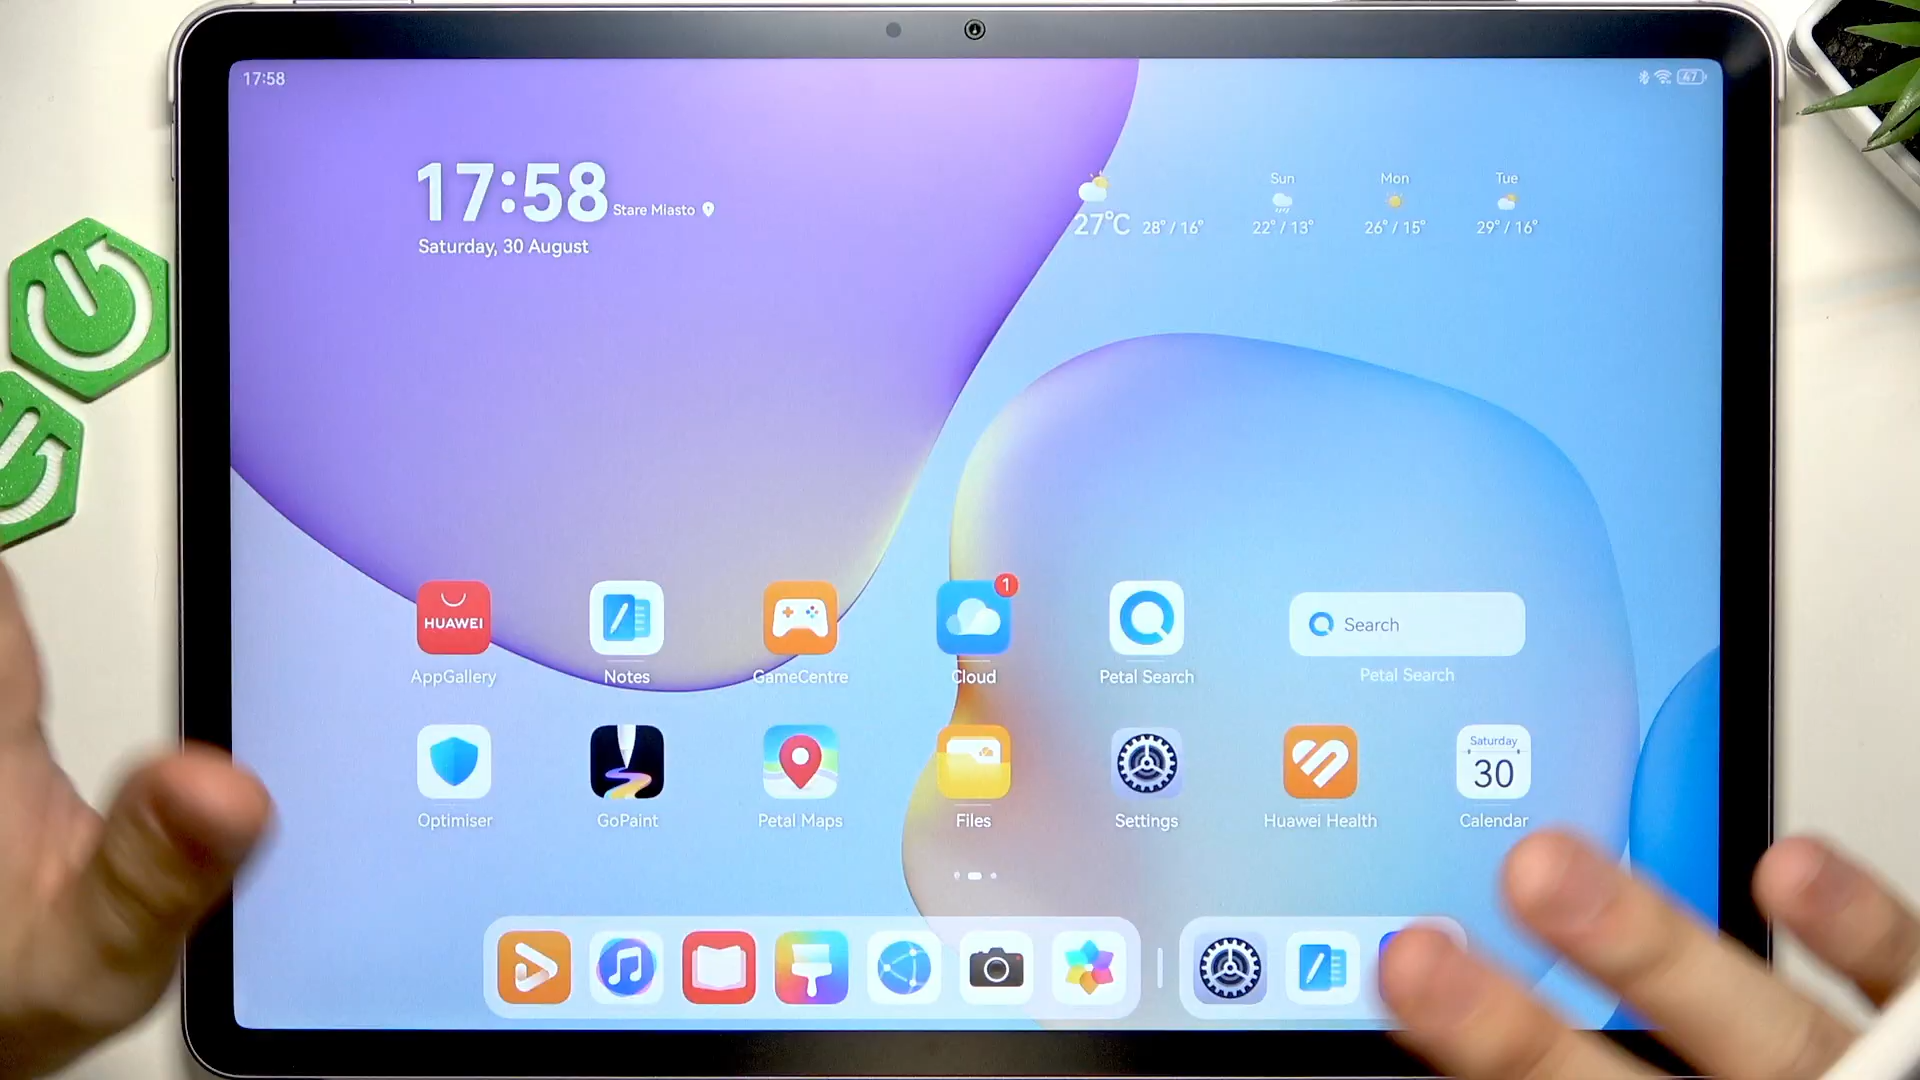 17:58
47
17:58
Stare Miasto
Saturday, 30 August
27°C 28° / 16°
Sun
22° / 13°
Mon
26° / 15°
Tue
29° / 16°
HUAWEI
AppGallery
Notes
GameCentre
1
Cloud
Petal Search
Search
Petal Search
Optimiser
GoPaint
Petal Maps
Files
Settings
Huawei Health
Saturday
30
Calendar